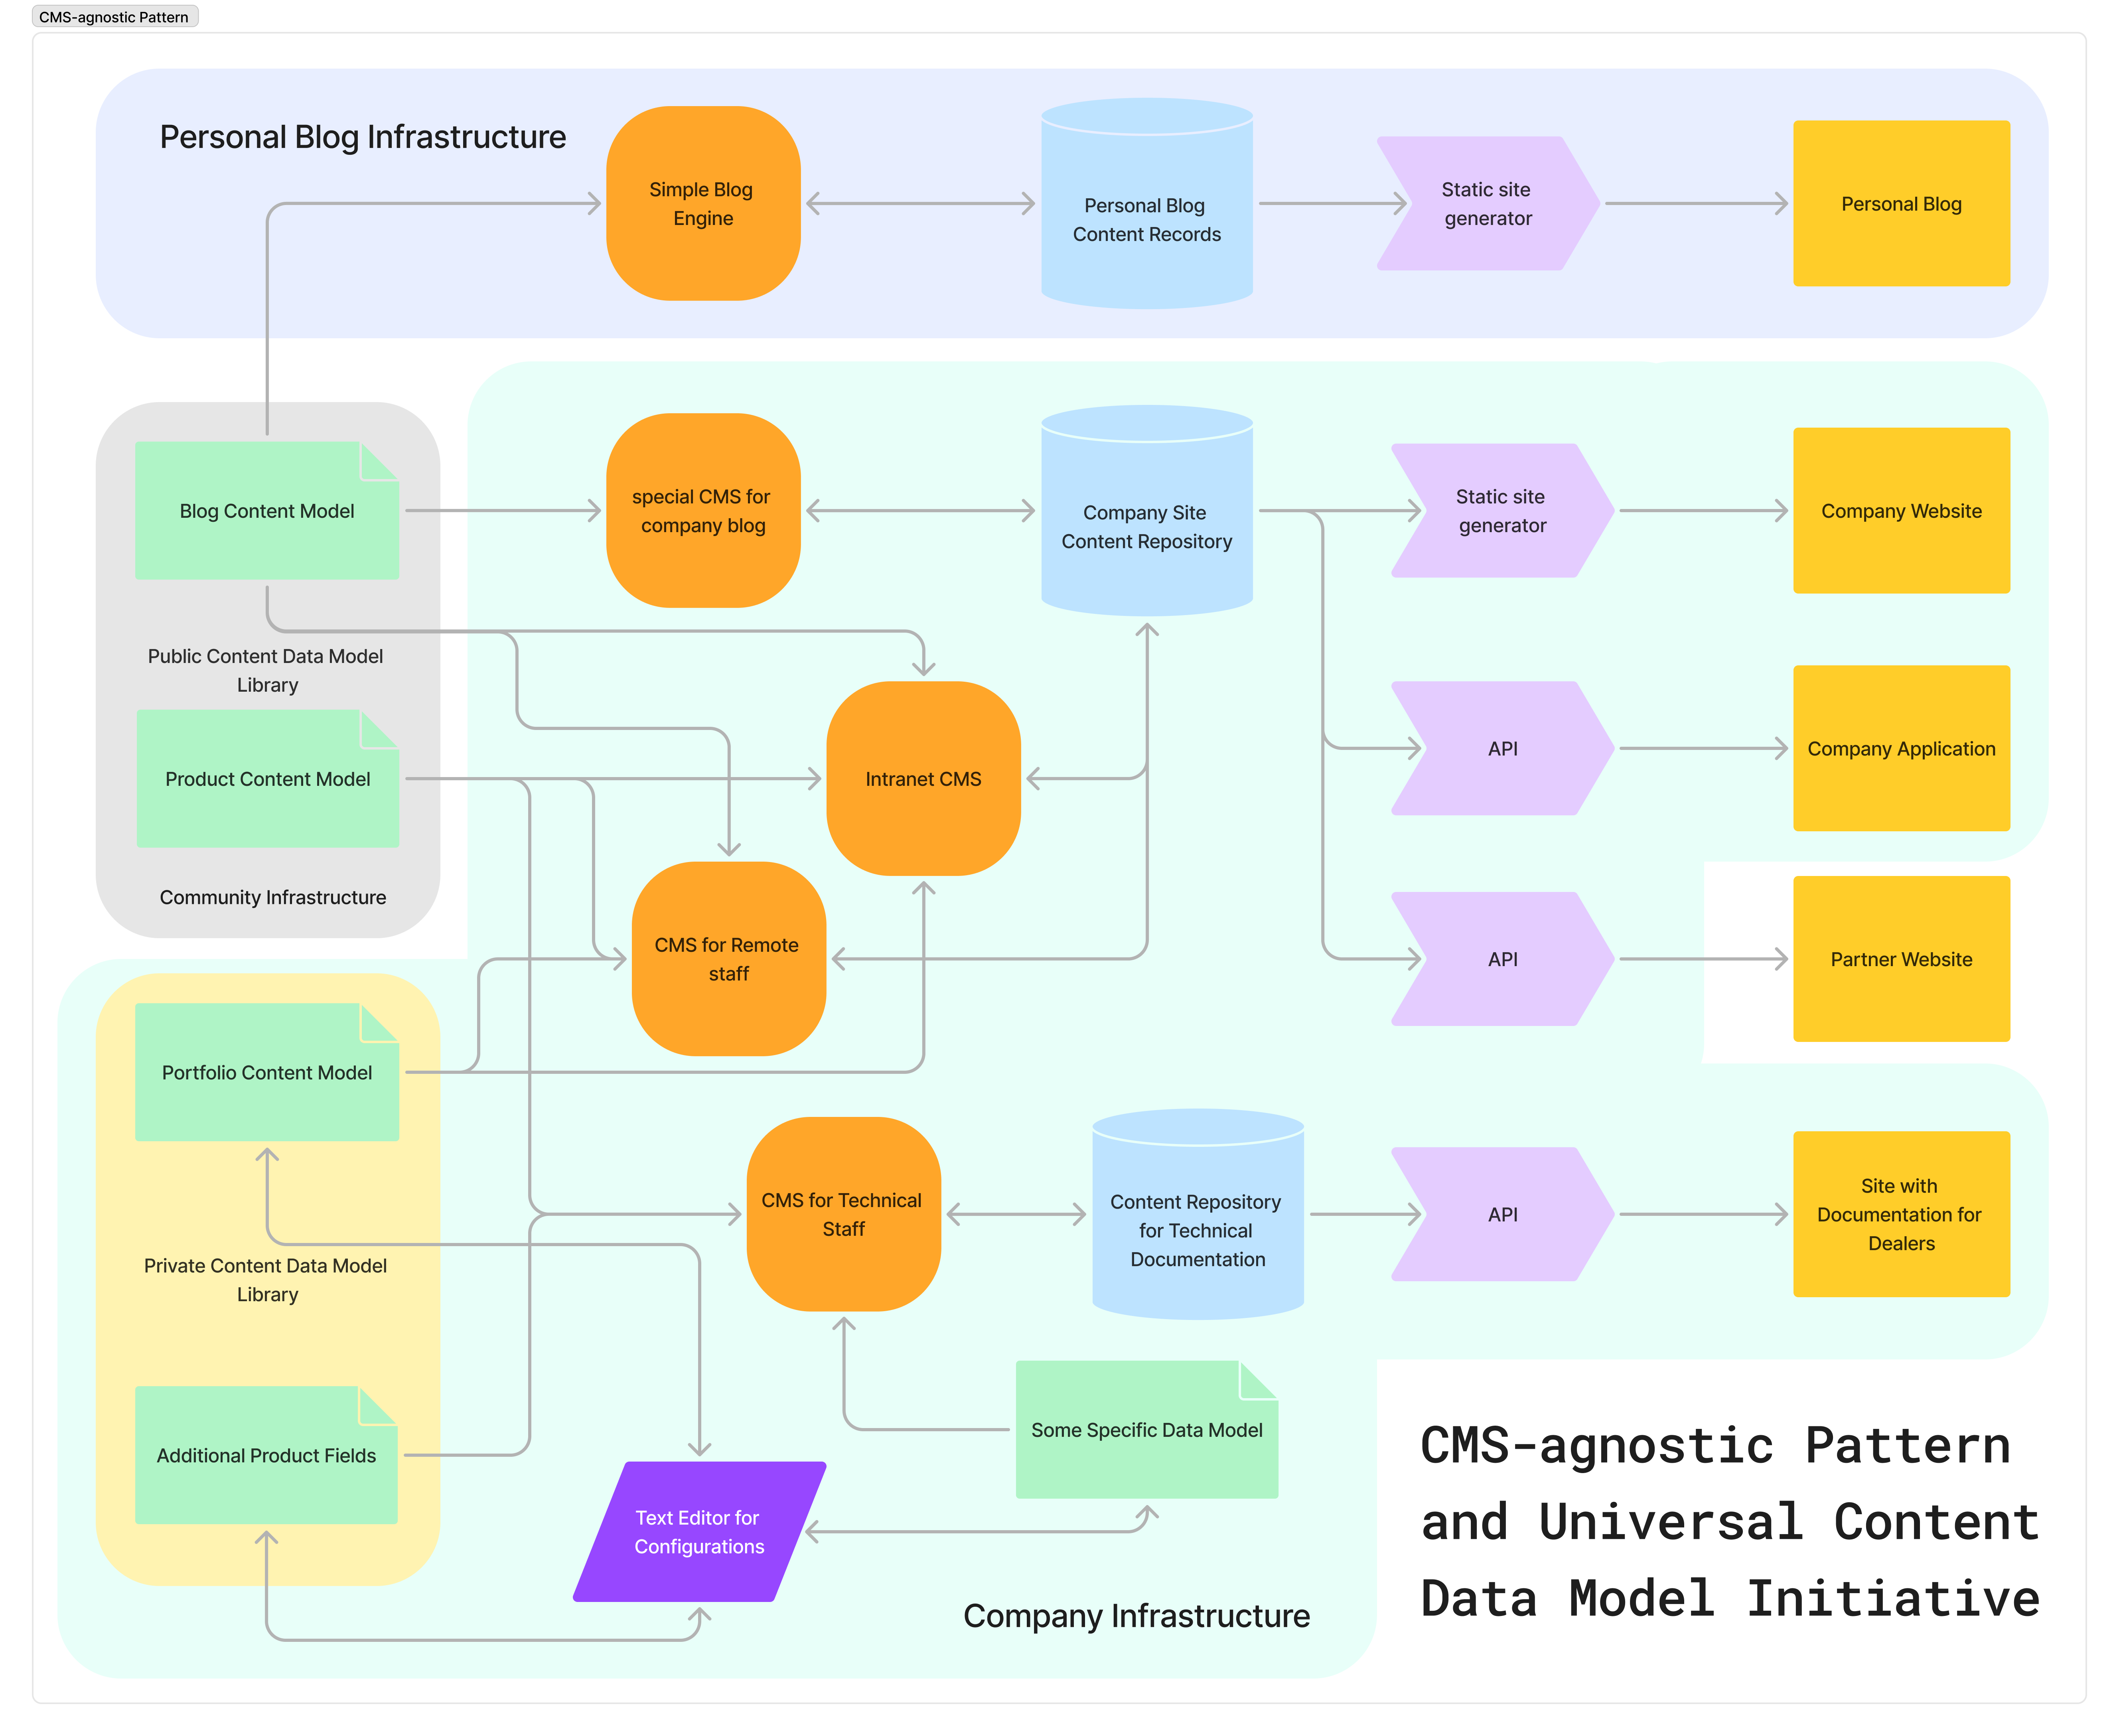 CMS-agnostic Pattern
Personal Blog Infrastructure
Simple Blog
Engine
Personal Blog
Content Records
Static site
generator
Personal Blog
Blog Content Model
special CMS for
company blog
Company Site
Content Repository
Static site
generator
Company Website
Public Content Data Model
Library
Product Content Model
Intranet CMS
API
Company Application
Community Infrastructure
CMS for Remote
staff
API
Partner Website
Portfolio Content Model
CMS for Technical
Staff
Content Repository
for Technical
Documentation
API
Site with
Documentation for
Dealers
Private Content Data Model
Library
Additional Product Fields
Some Specific Data Model
Text Editor for
Configurations
Company Infrastructure
CMS-agnostic Pattern
and Universal Content
Data Model Initiative